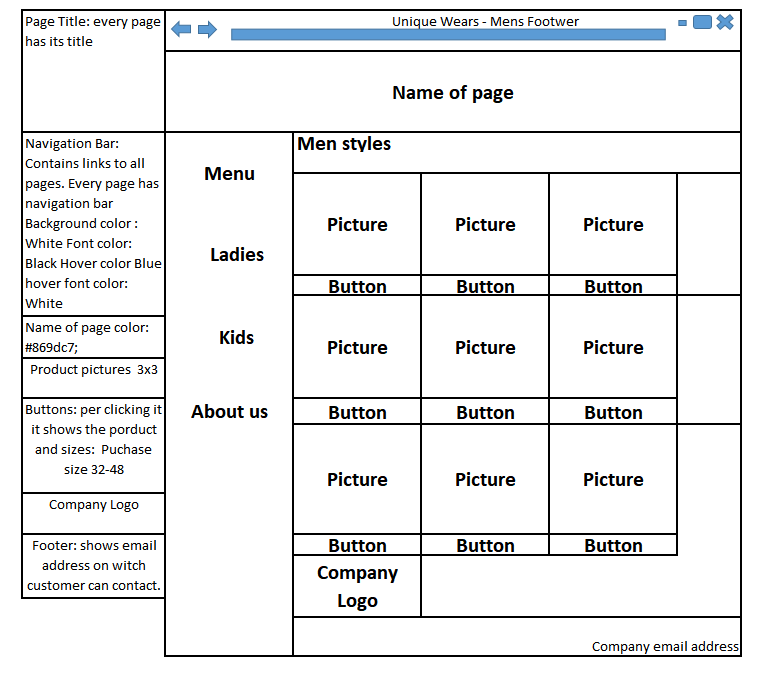 Page Title: every page
has its title
Unique Wears - Mens Footwer
Name of page
Navigation Bar:
Contains links to all
pages. Every page has
navigation bar
Background color :
White Font color:
Black Hover color Blue
hover font color:
White
Name of page color:
#869dc7;
Product pictures  3x3
Buttons: per clicking it
it shows the porduct
and sizes:  Puchase
size 32-48
Company Logo
Footer: shows email
address on witch
customer can contact.
Menu
Ladies
Kids
About us
Men styles
Picture Picture Picture
Button Button Button
Picture Picture Picture
Button Button Button
Picture Picture Picture
Button Button Button
Company
Logo
Company email address